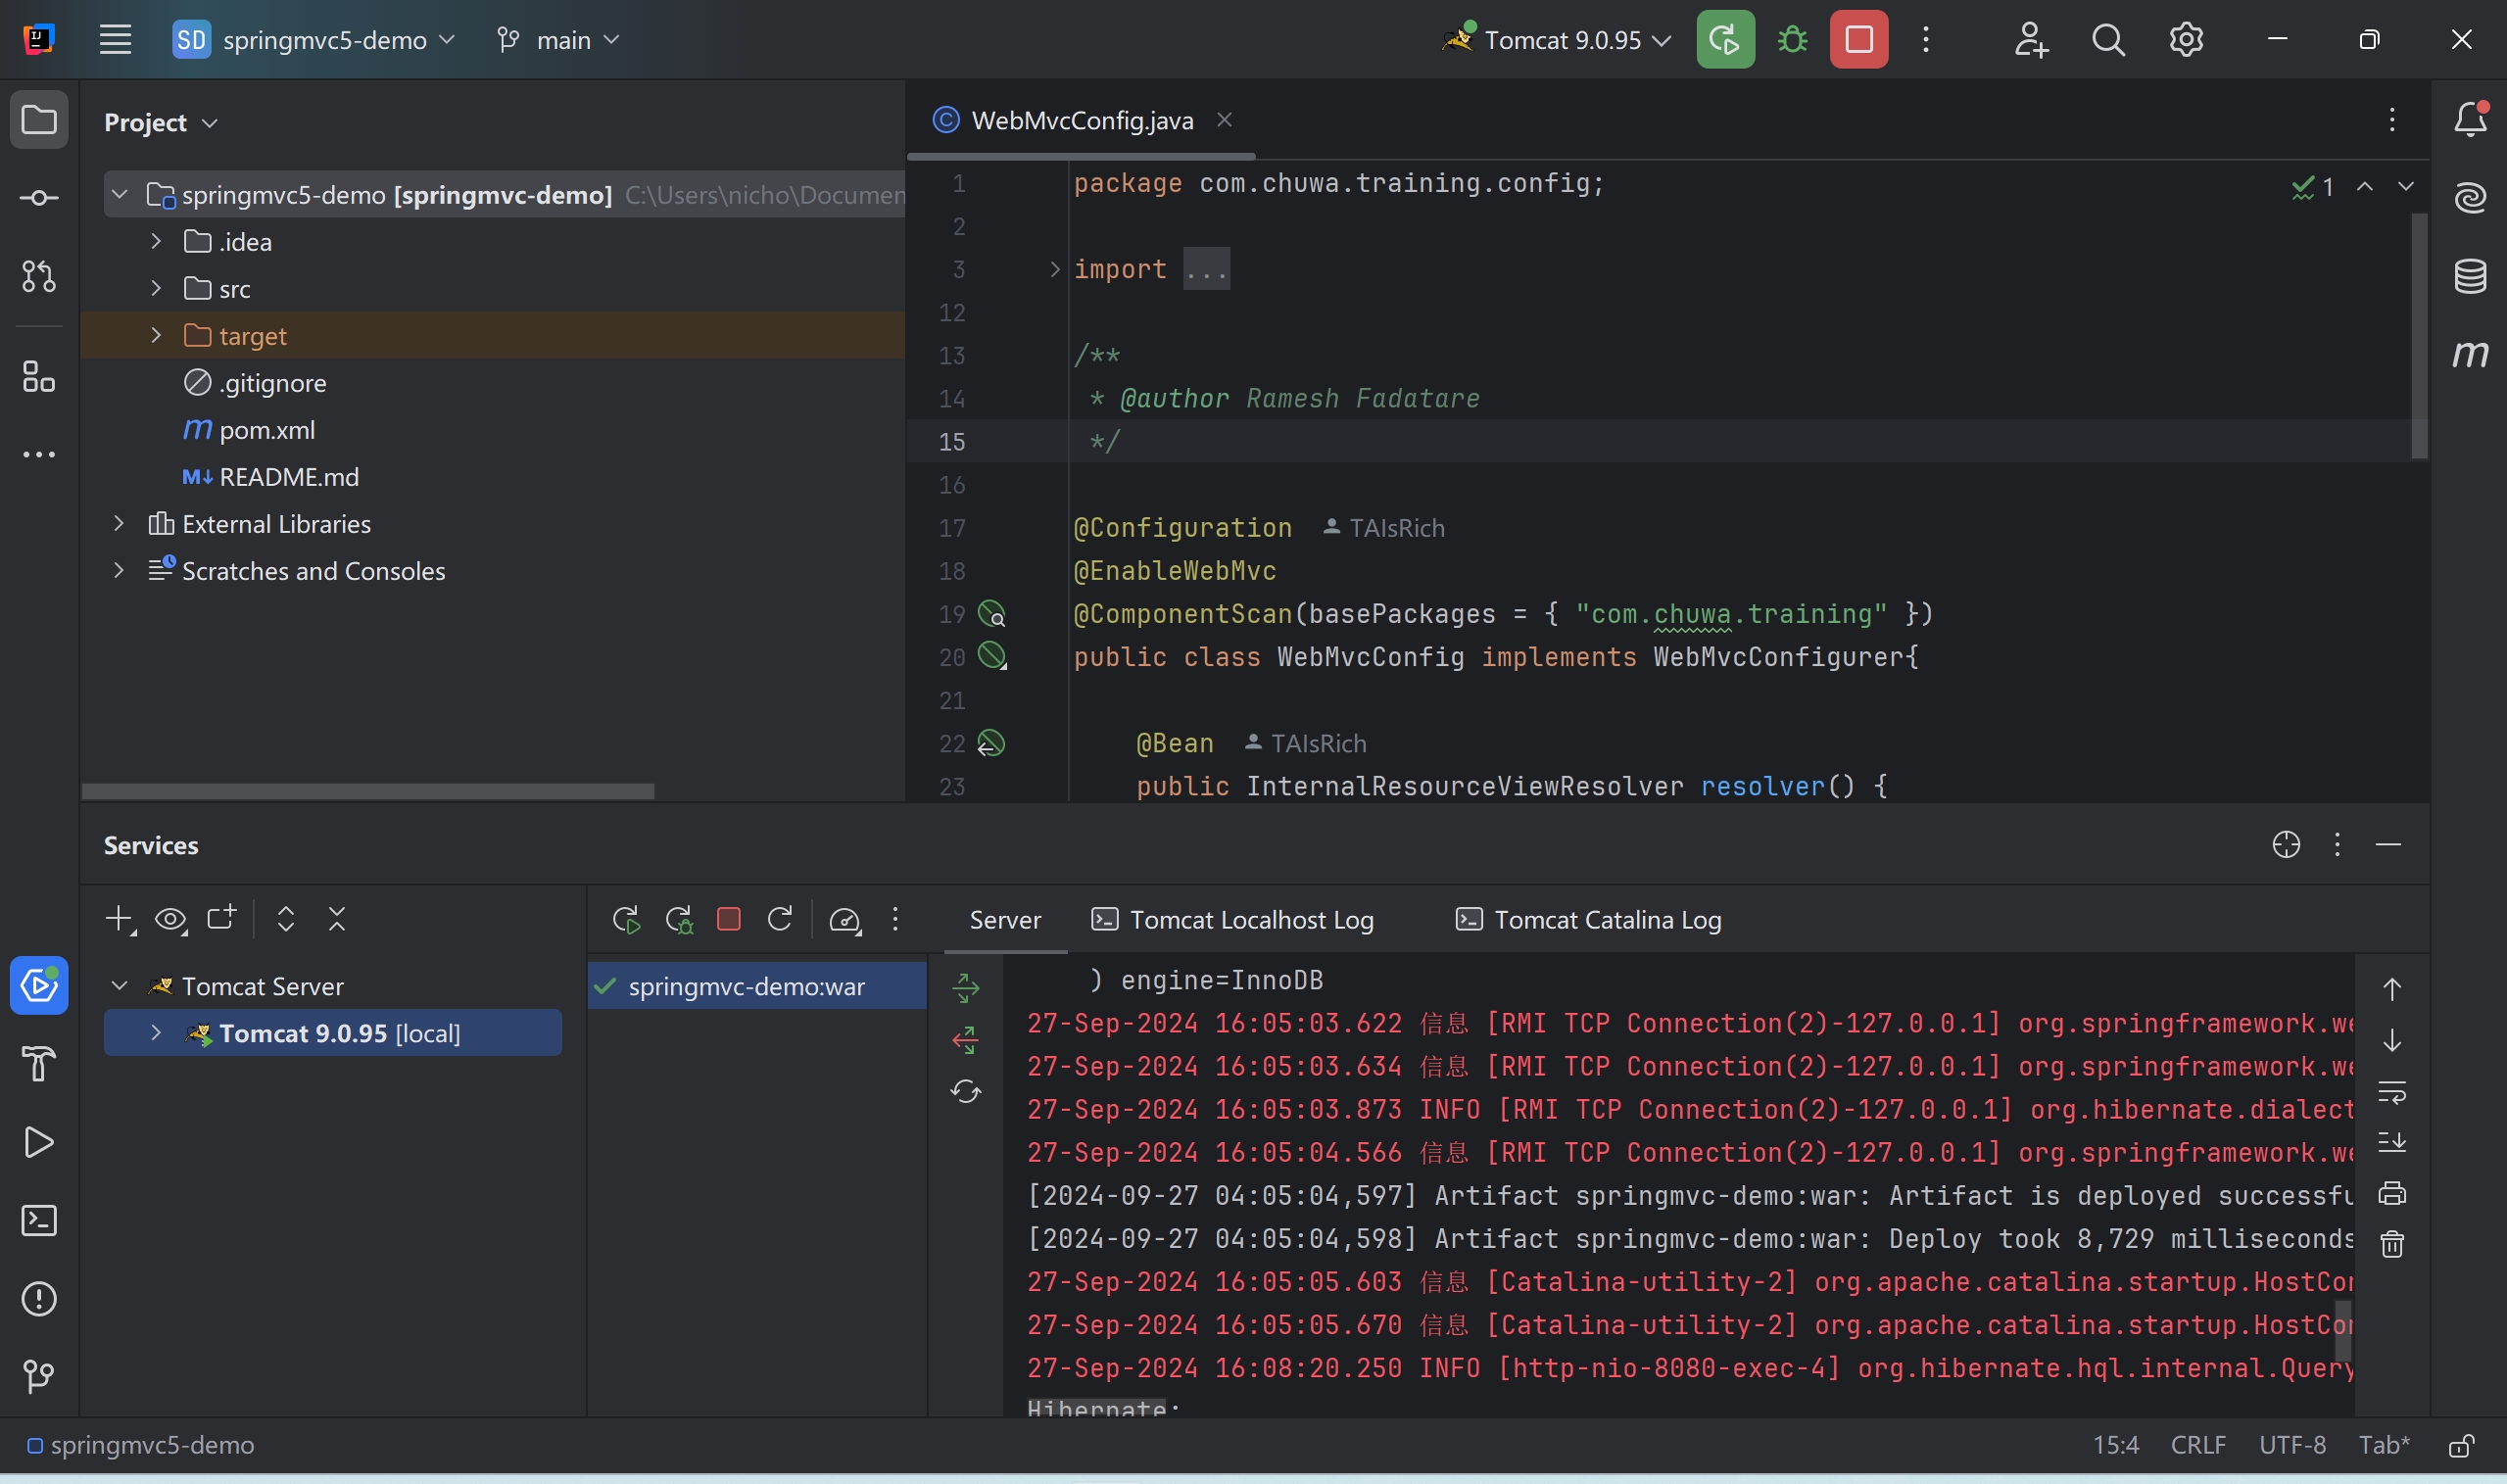 SD springmvc5-demo main Tomcat 9.0.95
Project
springmvc5-demo [springmvc-demo] C:\Users\nicho\Documen
.idea
src
target
.gitignore
pom.xml
README.md
External Libraries
Scratches and Consoles
WebMvcConfig.java
1 package com.chuwa.training.config;
2
3 import ...
12
13 /**
14 * @author Ramesh Fadatare
15 */
16
17 @Configuration TAIsRich
18 @EnableWebMvc
19 @ComponentScan(basePackages = { "com.chuwa.training" })
20 public class WebMvcConfig implements WebMvcConfigurer{
21
22 @Bean TAIsRich
23 public InternalResourceViewResolver resolver() {
1
Services
Server Tomcat Localhost Log Tomcat Catalina Log
Tomcat Server
Tomcat 9.0.95 [local]
springmvc-demo:war
) engine=InnoDB
27-Sep-2024 16:05:03.622 信息 [RMI TCP Connection(2)-127.0.0.1] org.springframework.we
27-Sep-2024 16:05:03.634 信息 [RMI TCP Connection(2)-127.0.0.1] org.springframework.we
27-Sep-2024 16:05:03.873 INFO [RMI TCP Connection(2)-127.0.0.1] org.hibernate.dialect
27-Sep-2024 16:05:04.566 信息 [RMI TCP Connection(2)-127.0.0.1] org.springframework.we
[2024-09-27 04:05:04,597] Artifact springmvc-demo:war: Artifact is deployed successfu
[2024-09-27 04:05:04,598] Artifact springmvc-demo:war: Deploy took 8,729 milliseconds
27-Sep-2024 16:05:05.603 信息 [Catalina-utility-2] org.apache.catalina.startup.HostCon
27-Sep-2024 16:05:05.670 信息 [Catalina-utility-2] org.apache.catalina.startup.HostCon
27-Sep-2024 16:08:20.250 INFO [http-nio-8080-exec-4] org.hibernate.hql.internal.Query
Hibernate:
springmvc5-demo
15:4 CRLF UTF-8 Tab*